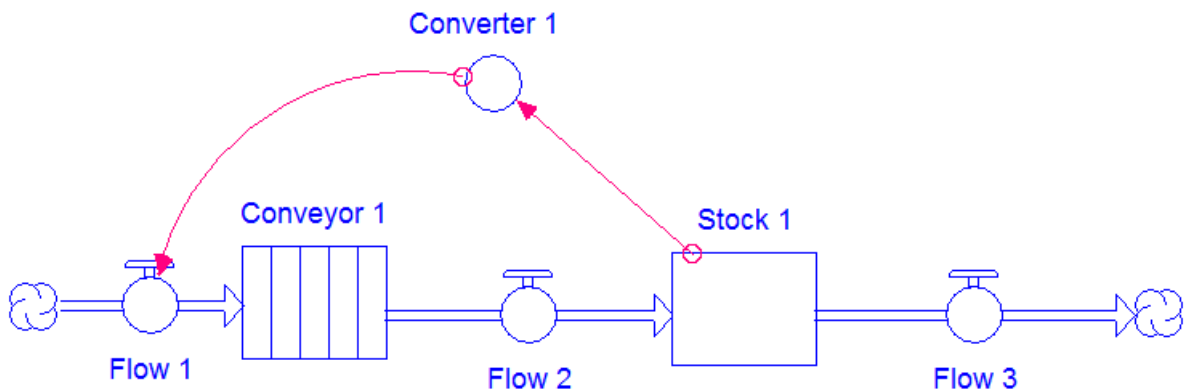 Converter 1
Conveyor 1
Stock 1
Flow 1
Flow 2
Flow 3